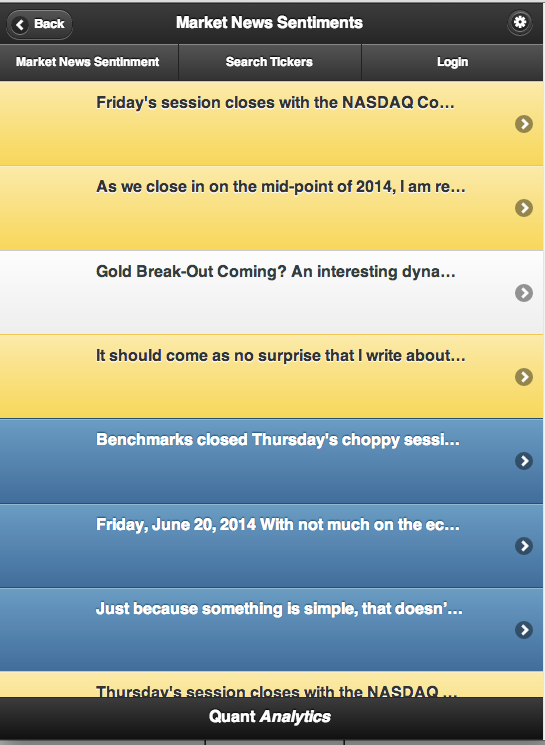 Back
Market News Sentiments
Market News Sentinment
Search Tickers
Login
Friday's session closes with the NASDAQ Co...
As we close in on the mid-point of 2014, I am re...
Gold Break-Out Coming? An interesting dyna...
It should come as no surprise that I write about...
Benchmarks closed Thursday's choppy sessi...
Friday, June 20, 2014 With not much on the ec...
Just because something is simple, that doesn’...
Thursday's session closes with the NASDAQ ...
Quant Analytics